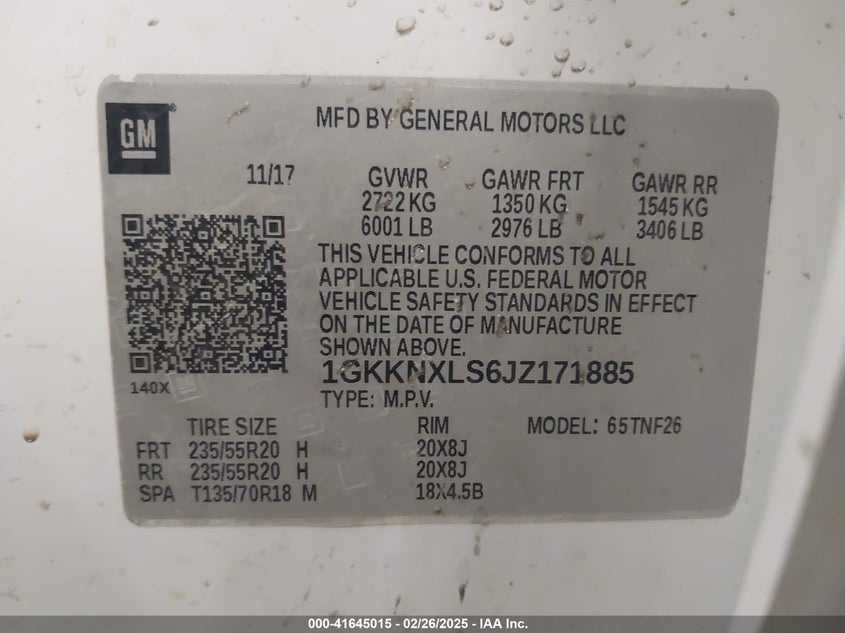 GM
MFD BY GENERAL MOTORS LLC
11/17 GVWR GAWR FRT GAWR RR
2722 KG 1350 KG 1545 KG
6001 LB 2976 LB 3406 LB
THIS VEHICLE CONFORMS TO ALL
APPLICABLE U.S. FEDERAL MOTOR
VEHICLE SAFETY STANDARDS IN EFFECT
ON THE DATE OF MANUFACTURE
SHOWN ABOVE.
140X
1GKKNXLS6JZ171885
TYPE: M.P.V.
TIRE SIZE RIM MODEL: 65TNF26
FRT 235/55R20 H 20X8J
RR 235/55R20 H 20X8J
SPA T135/70R18 M 18X4.5B
000-41645015 - 02/26/2025 - IAAI Inc.